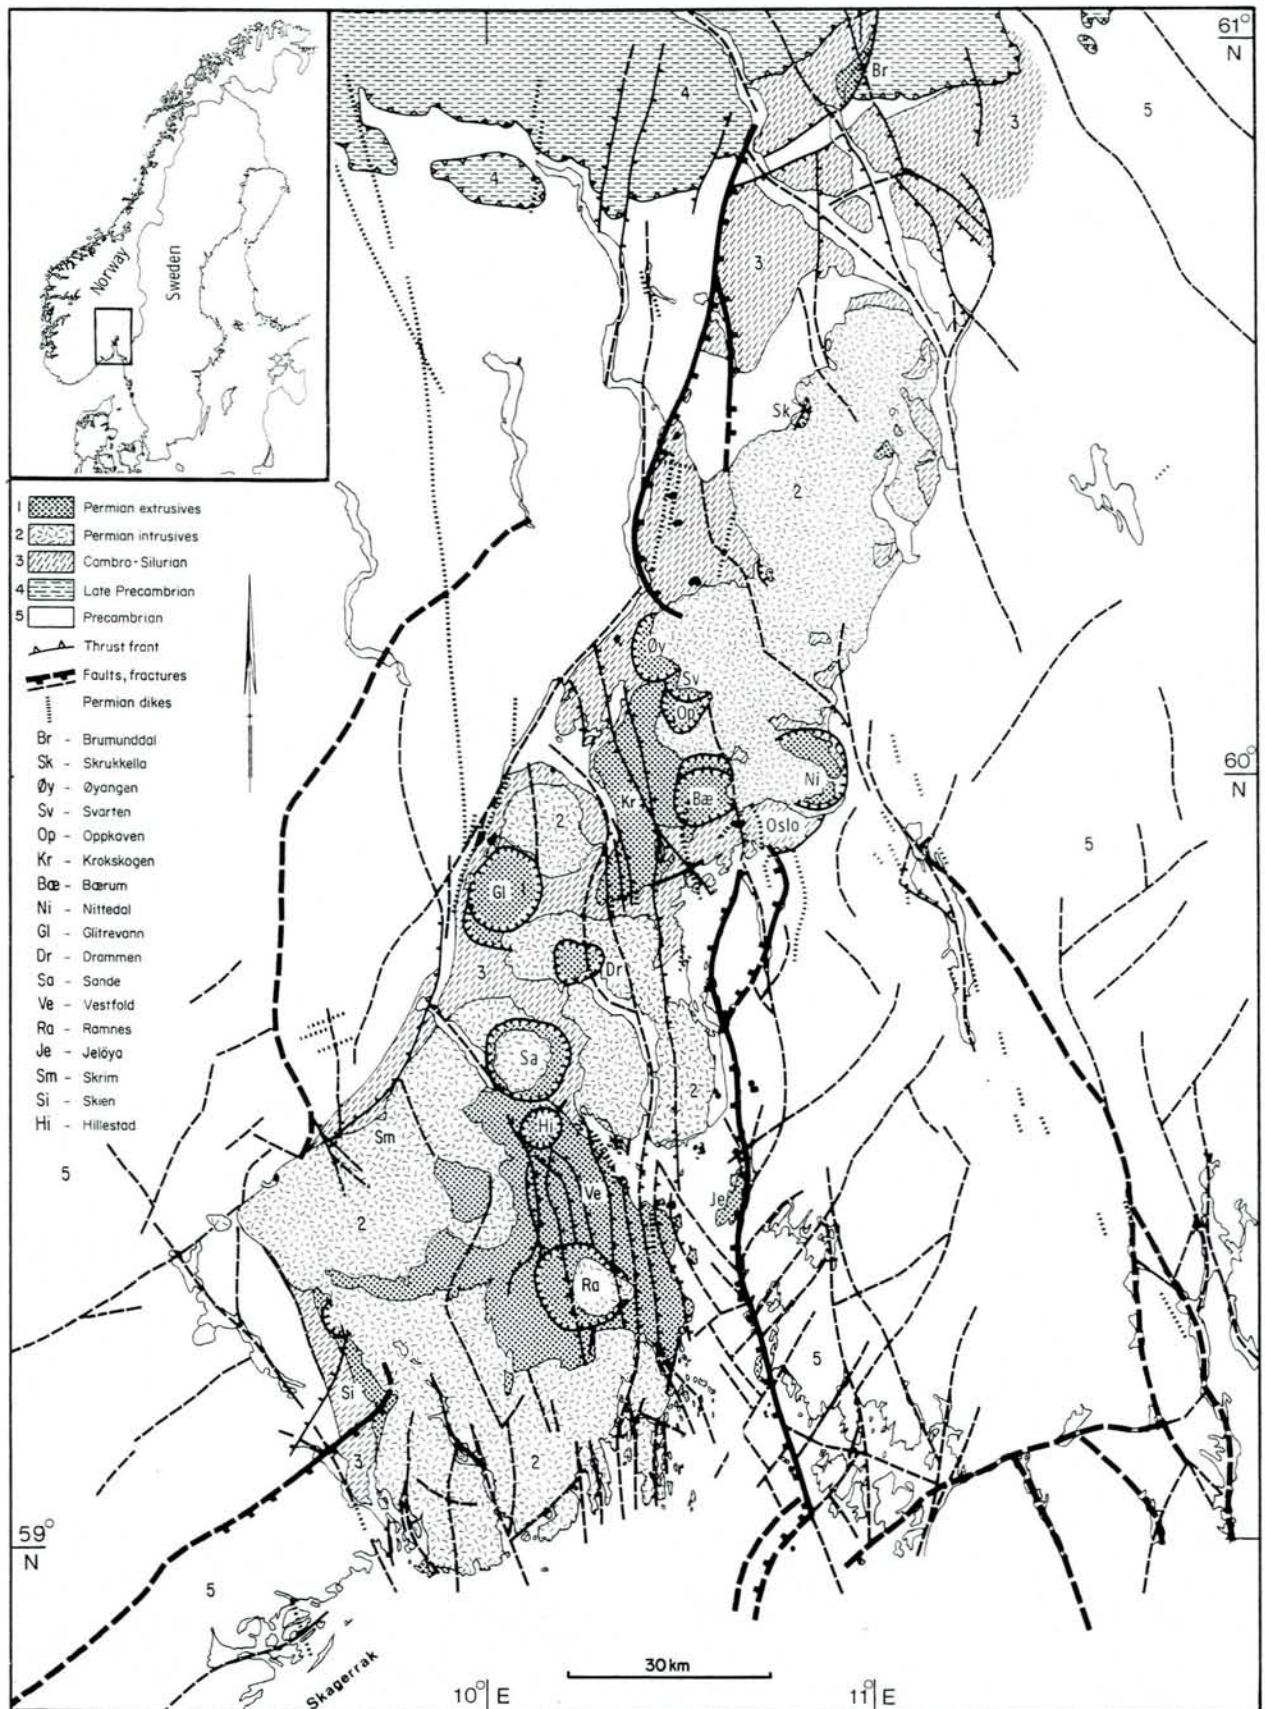 61°
N
Br
4
5
3
4
Norway
Sweden
3
Sk
2
1 Permian extrusives
2 Permian intrusives
3 Cambro-Silurian
4 Late Precambrian
5 Precambrian
Thrust front
Faults, fractures
Permian dikes
Br - Brumunddal
Sk - Skrukkella
Øy - Øyangen
Sv - Svarten
Op - Oppkuven
Kr - Krokskogen
Bæ - Bærum
Ni - Nittedal
Gl - Glitrevann
Dr - Drammen
Sa - Sande
Ve - Vestfold
Ra - Ramnes
Je - Jelöya
Sm - Skrim
Si - Skien
Hi - Hillestad
Øy
Sv
Op
60°
N
Ni
Kr
Bæ
2
Oslo
5
Gl
1
3
Dr
Sa
2
Hi
Sm
5
Ve
Je
2
Ra
5
Si
3
2
59°
N
5
Skagerrak
30 km
10° E
11° E